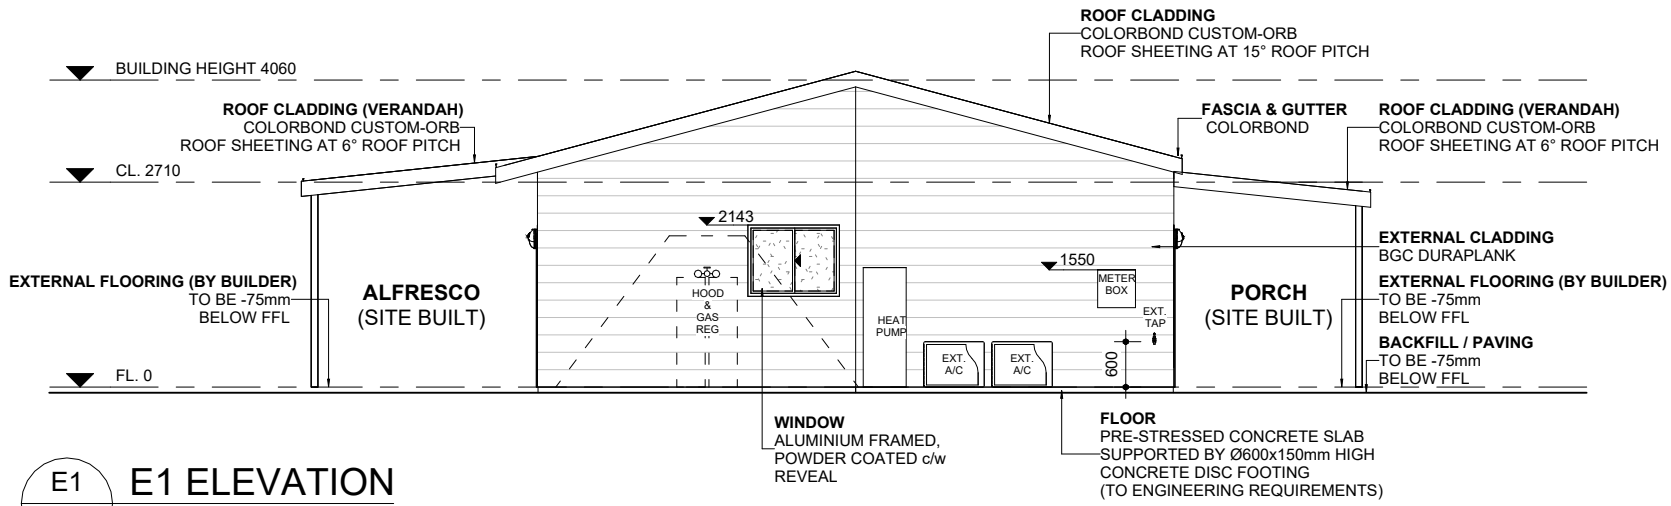 ROOF CLADDING
COLORBOND CUSTOM-ORB
ROOF SHEETING AT 15° ROOF PITCH
BUILDING HEIGHT 4060
ROOF CLADDING (VERANDAH)
COLORBOND CUSTOM-ORB
ROOF SHEETING AT 6° ROOF PITCH
FASCIA & GUTTER
COLORBOND
ROOF CLADDING (VERANDAH)
COLORBOND CUSTOM-ORB
ROOF SHEETING AT 6° ROOF PITCH
CL. 2710
2143
EXTERNAL CLADDING
BGC DURAPLANK
1550
EXTERNAL FLOORING (BY BUILDER)
TO BE -75mm
BELOW FFL
ALFRESCO
(SITE BUILT)
HOOD
&
GAS
REG
HEAT
PUMP
METER
BOX
EXT.
TAP
PORCH
(SITE BUILT)
EXTERNAL FLOORING (BY BUILDER)
TO BE -75mm
BELOW FFL
BACKFILL / PAVING
TO BE -75mm
BELOW FFL
EXT.
A/C
EXT.
A/C
600
FL. 0
WINDOW
ALUMINIUM FRAMED,
POWDER COATED c/w
REVEAL
FLOOR
PRE-STRESSED CONCRETE SLAB
SUPPORTED BY Ø600x150mm HIGH
CONCRETE DISC FOOTING
(TO ENGINEERING REQUIREMENTS)
E1
E1 ELEVATION